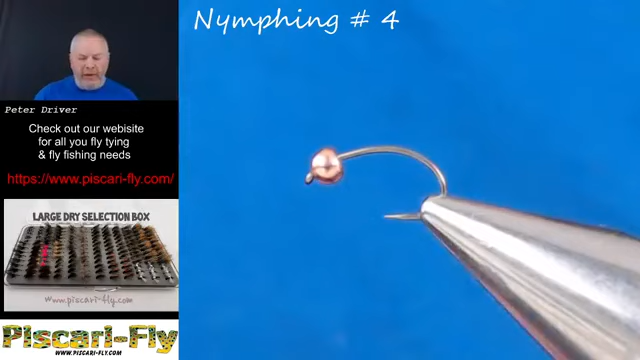 Nymphing # 4
Peter Driver
Check out our webisite
for all you fly tying
& fly fishing needs
https://www.piscari-fly.com/
LARGE DRY SELECTION BOX
www.piscari-fly.com
Piscari-Fly
WWW.PISCARI-FLY.COM